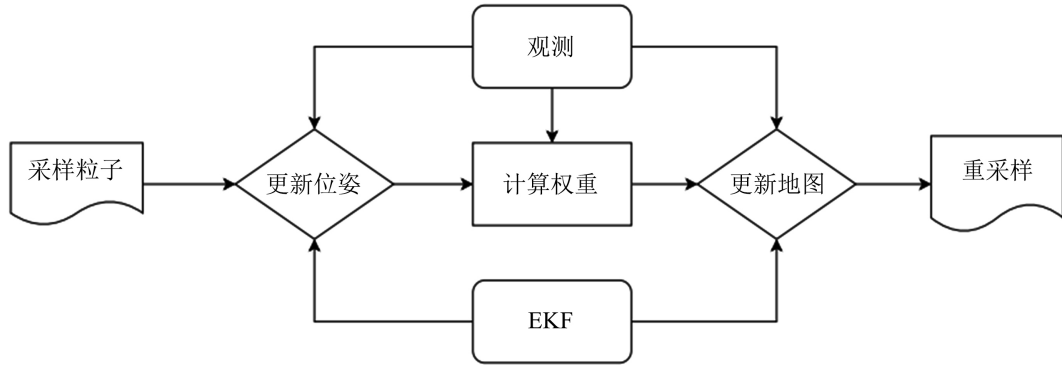 观测
采样粒子
更新位姿
计算权重
更新地图
重采样
EKF